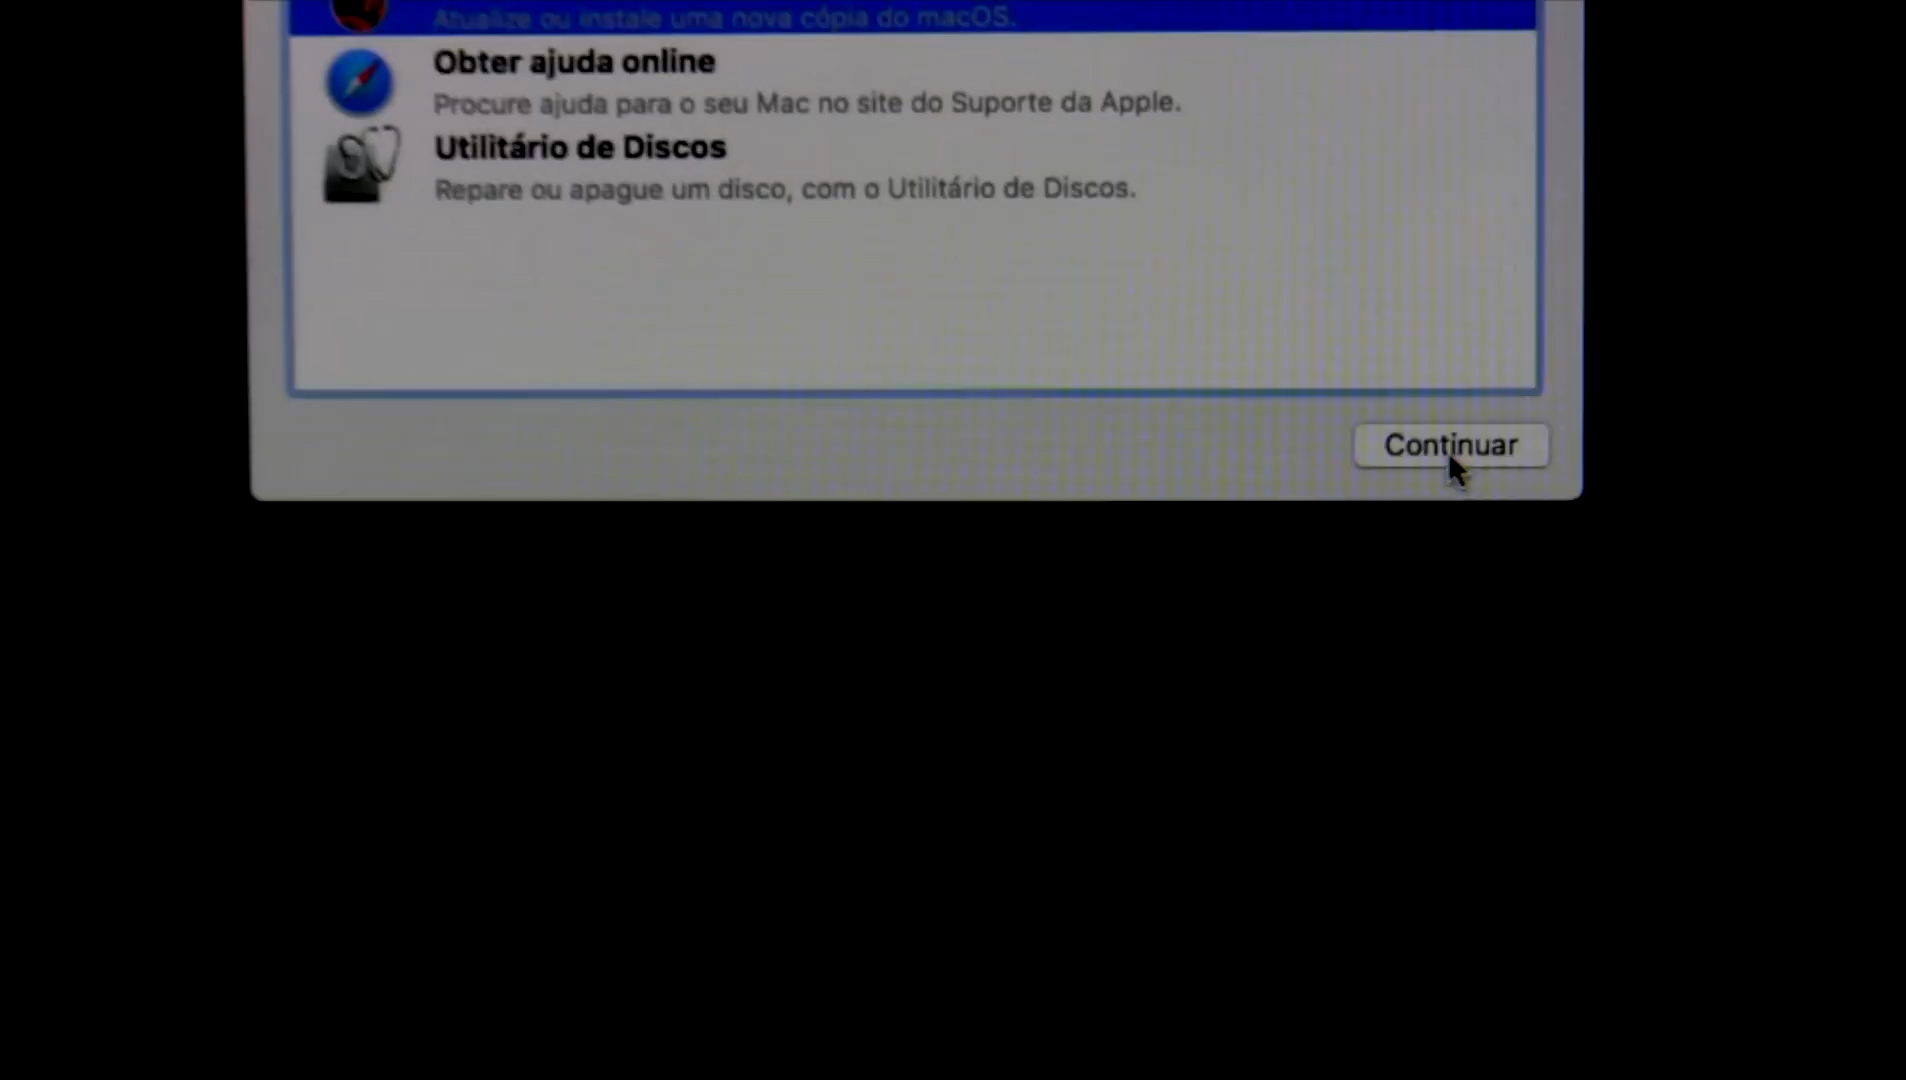 Atualize ou instale uma nova cópia do macOS.
Obter ajuda online
Procure ajuda para o seu Mac no site do Suporte da Apple.
Utilitário de Discos
Repare ou apague um disco, com o Utilitário de Discos.
Continuar